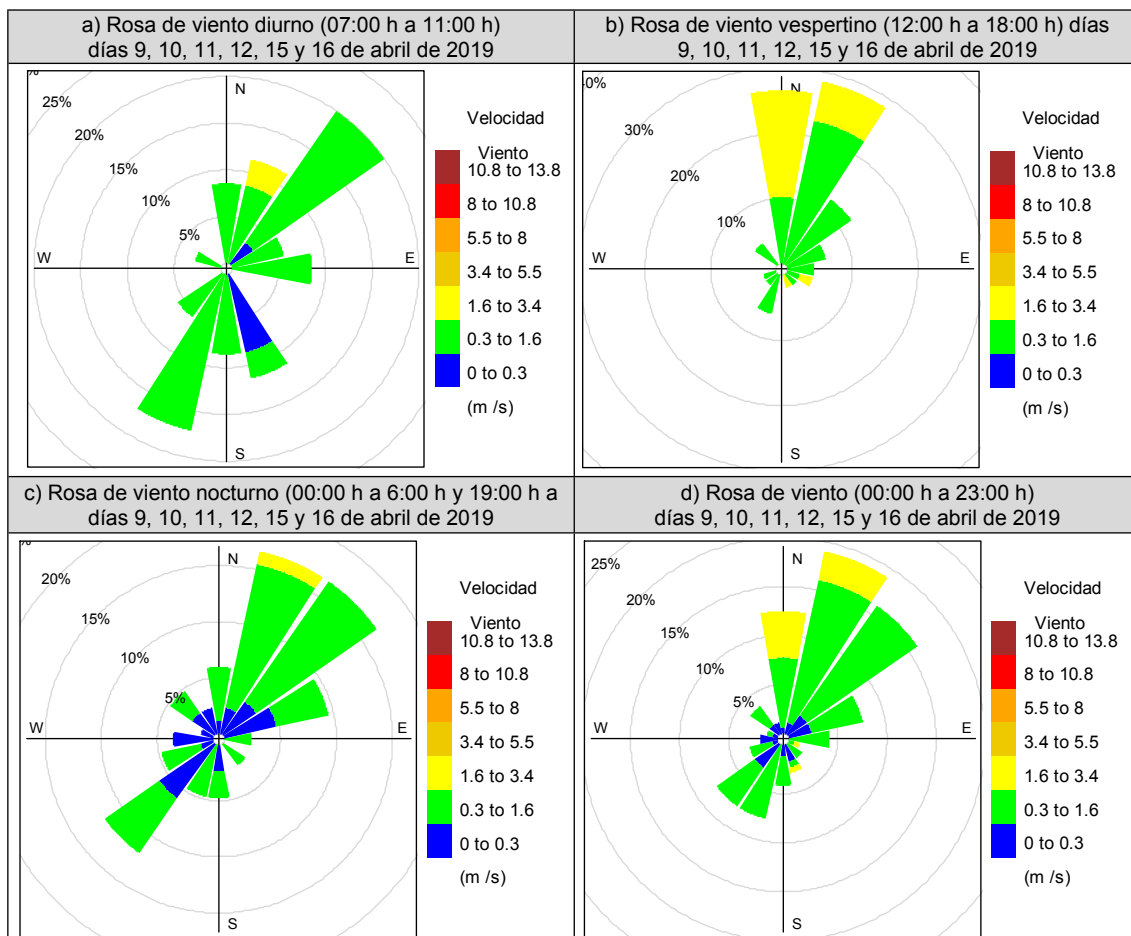 a) Rosa de viento diurno (07:00 h a 11:00 h)
días 9, 10, 11, 12, 15 y 16 de abril de 2019
b) Rosa de viento vespertino (12:00 h a 18:00 h) días
9, 10, 11, 12, 15 y 16 de abril de 2019
%
25%
20%
15%
10%
5%
N
W
E
S
Velocidad
Viento
10.8 to 13.8
8 to 10.8
5.5 to 8
3.4 to 5.5
1.6 to 3.4
0.3 to 1.6
0 to 0.3
(m /s)
0%
30%
20%
10%
N
W
E
S
Velocidad
Viento
10.8 to 13.8
8 to 10.8
5.5 to 8
3.4 to 5.5
1.6 to 3.4
0.3 to 1.6
0 to 0.3
(m /s)
c) Rosa de viento nocturno (00:00 h a 6:00 h y 19:00 h a
días 9, 10, 11, 12, 15 y 16 de abril de 2019
d) Rosa de viento (00:00 h a 23:00 h)
días 9, 10, 11, 12, 15 y 16 de abril de 2019
%
20%
15%
10%
5%
N
W
E
S
Velocidad
Viento
10.8 to 13.8
8 to 10.8
5.5 to 8
3.4 to 5.5
1.6 to 3.4
0.3 to 1.6
0 to 0.3
(m /s)
25%
20%
15%
10%
5%
N
W
E
S
Velocidad
Viento
10.8 to 13.8
8 to 10.8
5.5 to 8
3.4 to 5.5
1.6 to 3.4
0.3 to 1.6
0 to 0.3
(m /s)